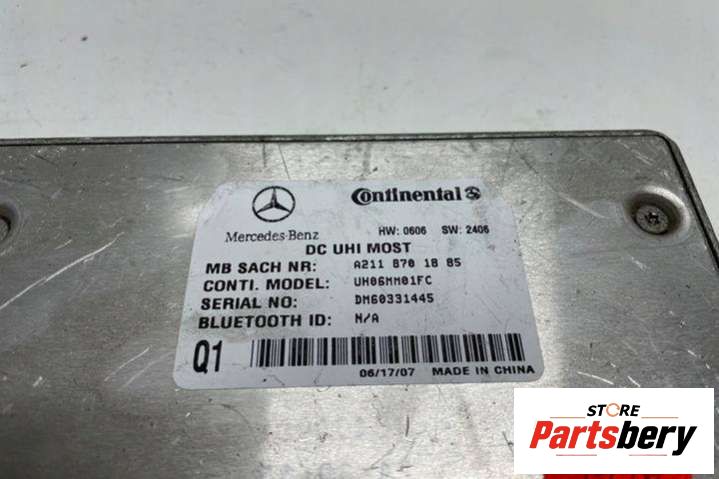 Mercedes-Benz
Continental
HW: 0606 SW: 2406
DC UHI MOST
MB SACH NR: A211 870 18 85
CONTI. MODEL: UH06MM01FC
SERIAL NO: DM60331445
BLUETOOTH ID: N/A
Q1
06/17/07 MADE IN CHINA
STORE
Partsbery